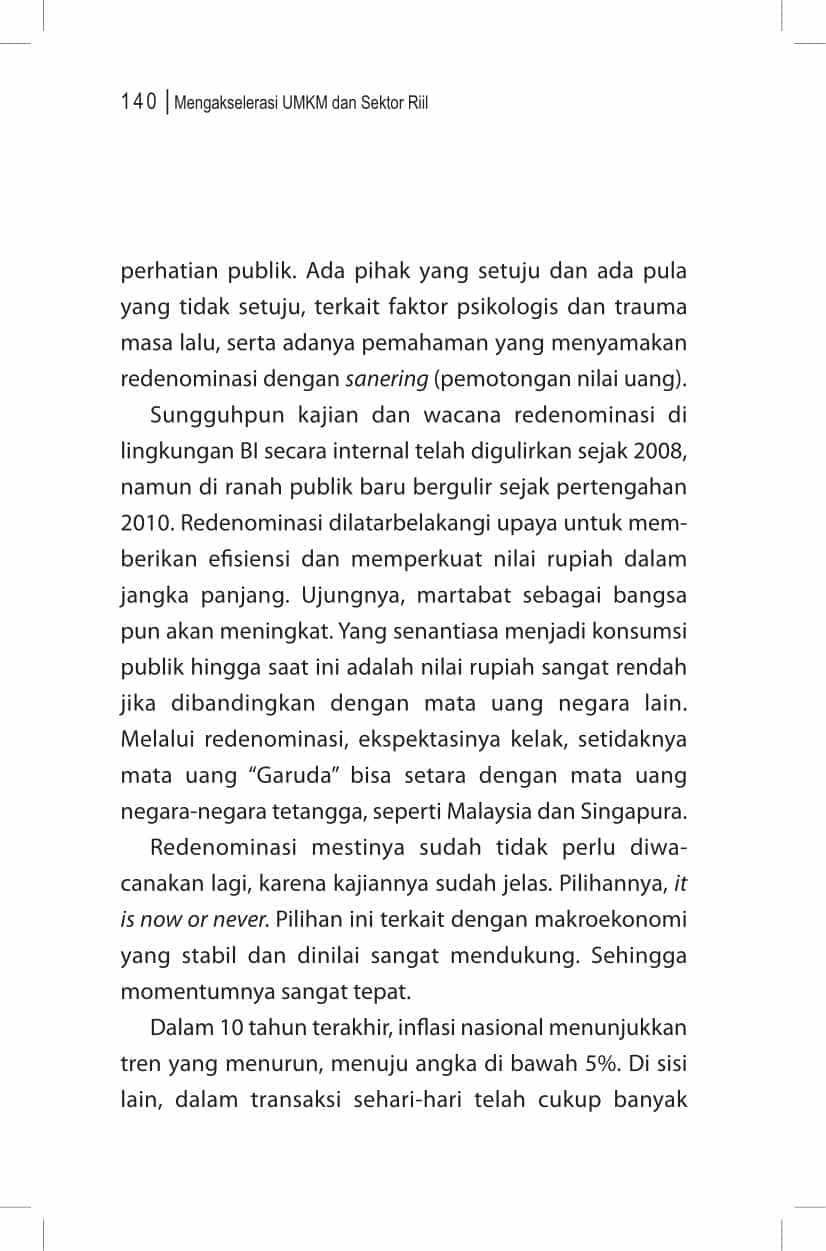 140 | Mengakselerasi UMKM dan Sektor Riil
perhatian publik. Ada pihak yang setuju dan ada pula
yang tidak setuju, terkait faktor psikologis dan trauma
masa lalu, serta adanya pemahaman yang menyamakan
redenominasi dengan sanering (pemotongan nilai uang).
Sungguhpun kajian dan wacana redenominasi di
lingkungan BI secara internal telah digulirkan sejak 2008,
namun di ranah publik baru bergulir sejak pertengahan
2010. Redenominasi dilatarbelakangi upaya untuk mem-
berikan efisiensi dan memperkuat nilai rupiah dalam
jangka panjang. Ujungnya, martabat sebagai bangsa
pun akan meningkat. Yang senantiasa menjadi konsumsi
publik hingga saat ini adalah nilai rupiah sangat rendah
jika dibandingkan dengan mata uang negara lain.
Melalui redenominasi, ekspektasinya kelak, setidaknya
mata uang “Garuda” bisa setara dengan mata uang
negara-negara tetangga, seperti Malaysia dan Singapura.
Redenominasi mestinya sudah tidak perlu diwa-
canakan lagi, karena kajiannya sudah jelas. Pilihannya, it
is now or never. Pilihan ini terkait dengan makroekonomi
yang stabil dan dinilai sangat mendukung. Sehingga
momentumnya sangat tepat.
Dalam 10 tahun terakhir, inflasi nasional menunjukkan
tren yang menurun, menuju angka di bawah 5%. Di sisi
lain, dalam transaksi sehari-hari telah cukup banyak